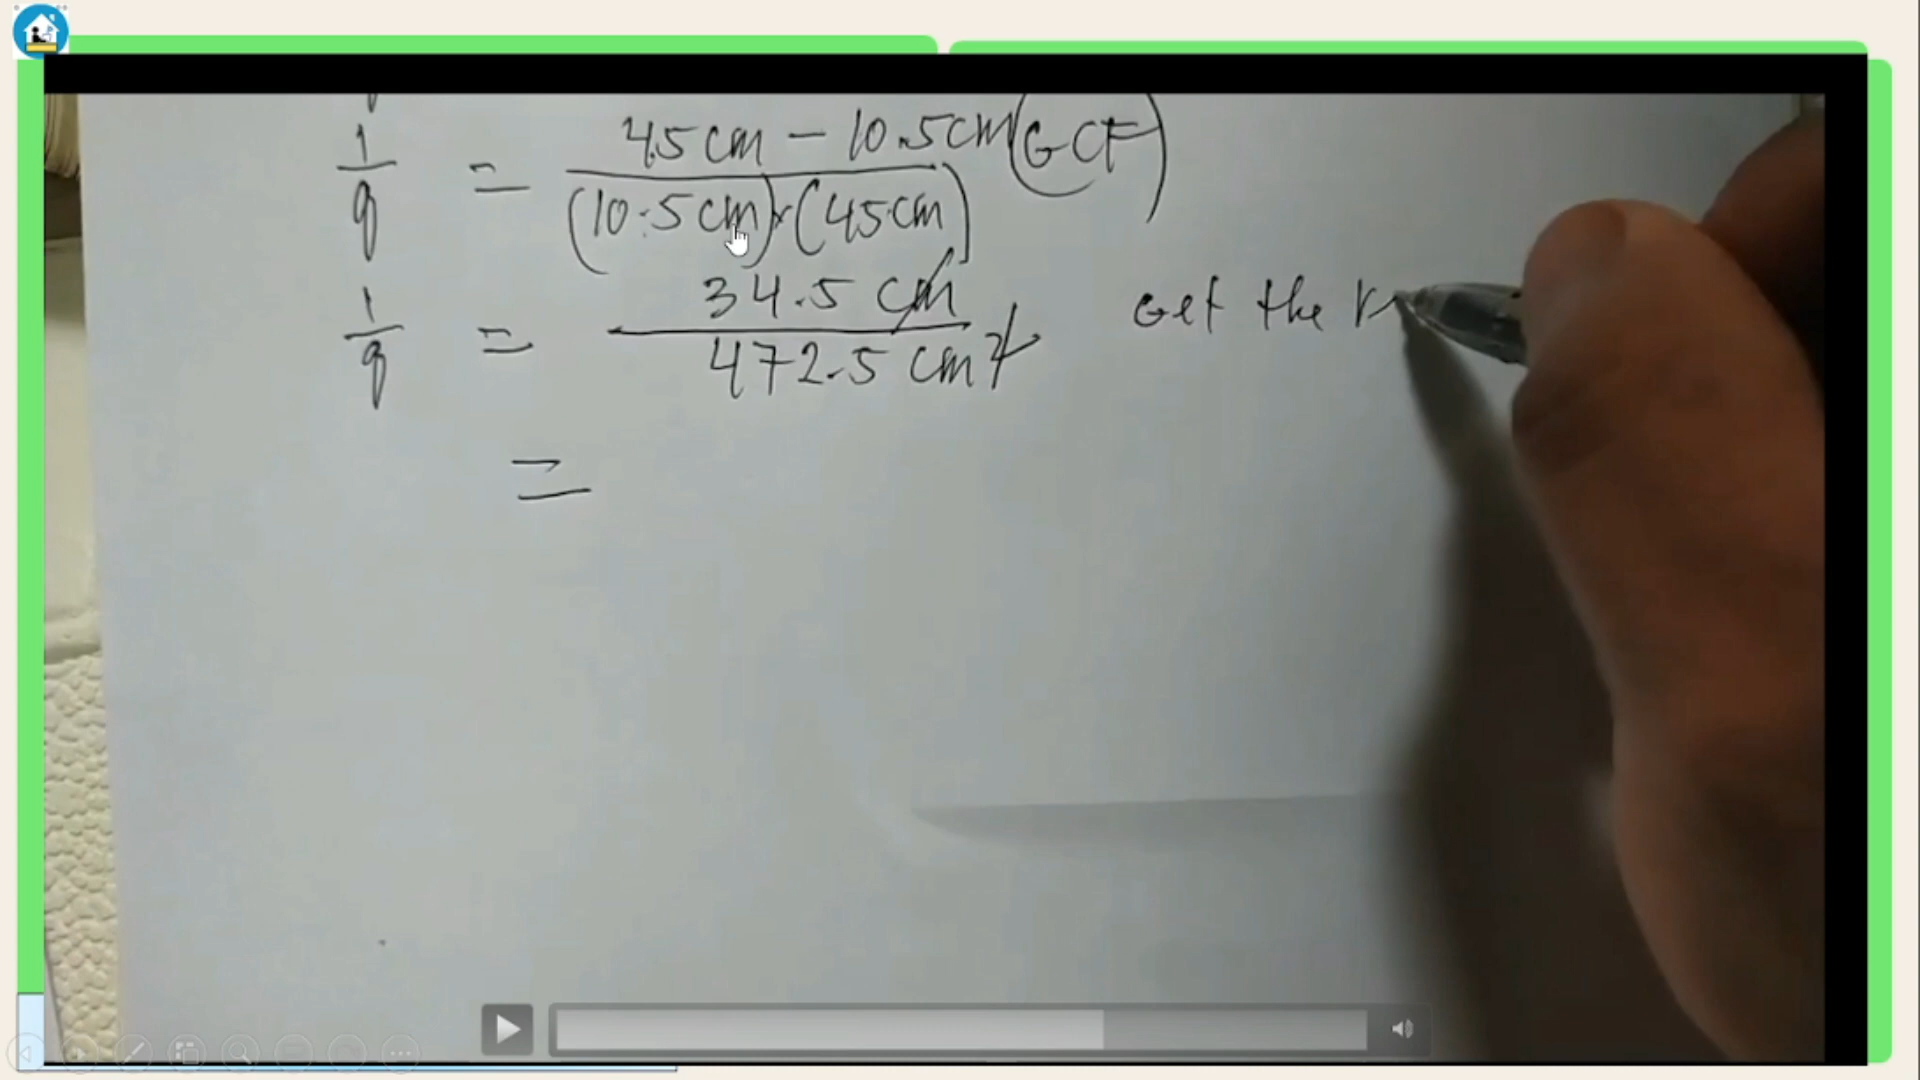 1/q = 45 cm - 10.5 cm (GCF)
(10.5 cm) x (45 cm)
1/q = 34.5 cm
472.5 cm²
Get the
=